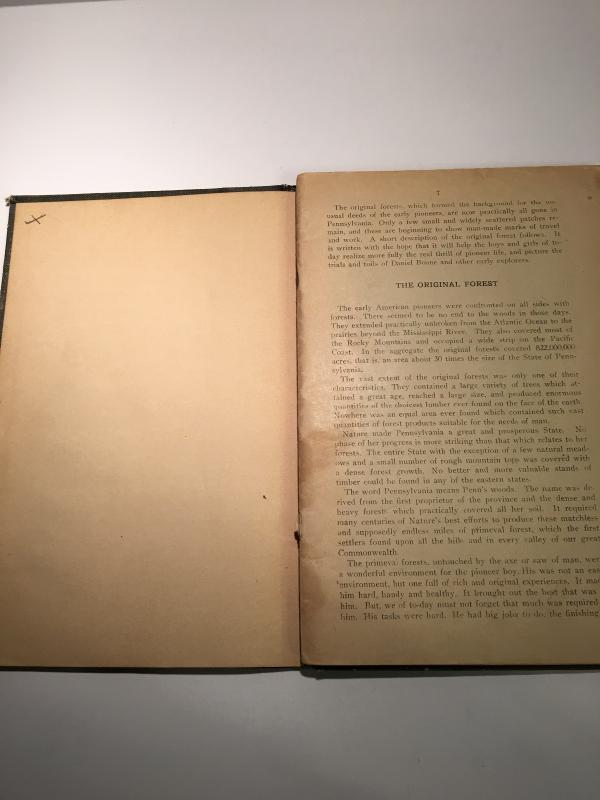 7
The original forests, which formed the background for the un-
usual deeds of the early pioneers, are now practically all gone in
Pennsylvania. Only a few small and widely scattered patches re-
main, and these are beginning to show man-made marks of travel
and work. A short description of the original forest follows. It
is written with the hope that it will help the boys and girls of to-
day realize more fully the real thrill of pioneer life, and picture the
trials and toils of Daniel Boone and other early explorers.
THE ORIGINAL FOREST
The early American pioneers were confronted on all sides with
forests. There seemed to be no end to the woods in those days.
They extended practically unbroken from the Atlantic Ocean to the
prairies beyond the Mississippi River. They also covered most of
the Rocky Mountains and occupied a wide strip on the Pacific
Coast. In the aggregate the original forests covered 822,000,000
acres, that is, an area about 30 times the size of the State of Penn-
sylvania.
The vast extent of the original forests was only one of their
characteristics. They contained a large variety of trees which at-
tained a great age, reached a large size, and produced enormous
quantities of the choicest lumber ever found on the face of the earth.
Nowhere was an equal area ever found which contained such vast
quantities of forest products suitable for the needs of man.
Nature made Pennsylvania a great and prosperous State. No
phase of her progress is more striking than that which relates to her
forests. The entire State with the exception of a few natural mead-
ows and a small number of rough mountain tops was covered with
a dense forest growth. No better and more valuable stands of
timber could be found in any of the eastern states.
The word Pennsylvania means Penn's woods. The name was de-
rived from the first proprietor of the province and the dense and
heavy forests which practically covered all her soil. It required
many centuries of Nature's best efforts to produce these matchless
and supposedly endless miles of primeval forest, which the first
settlers found upon all the hills and in every valley of our great
Commonwealth.
The primeval forests, untouched by the axe or saw of man, were
a wonderful environment for the pioneer boy. His was not an eas
environment, but one full of rich and original experiences. It mad
him hard, handy and healthy. It brought out the best that was
him. But, we of to-day must not forget that much was required
him. His tasks were hard. He had big jobs to do, the finishing